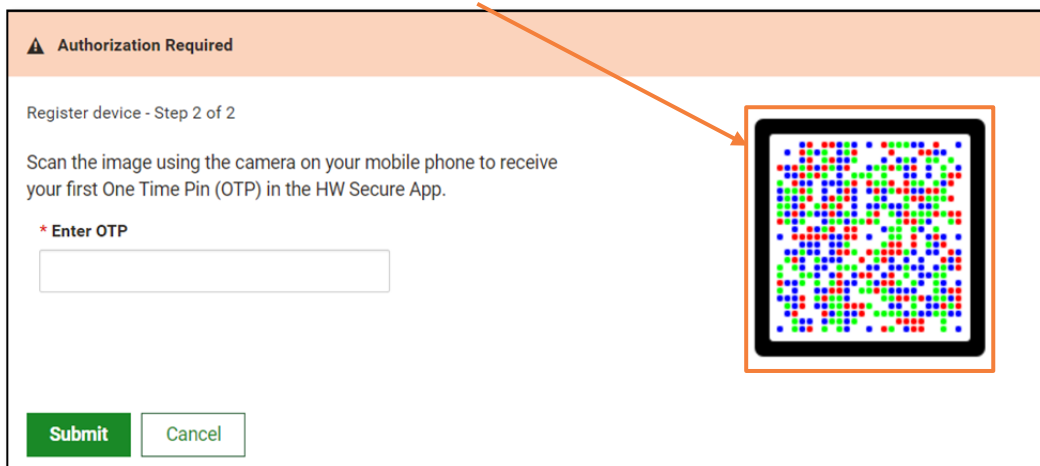 Authorization Required
Register device - Step 2 of 2
Scan the image using the camera on your mobile phone to receive
your first One Time Pin (OTP) in the HW Secure App.
* Enter OTP
Submit
Cancel